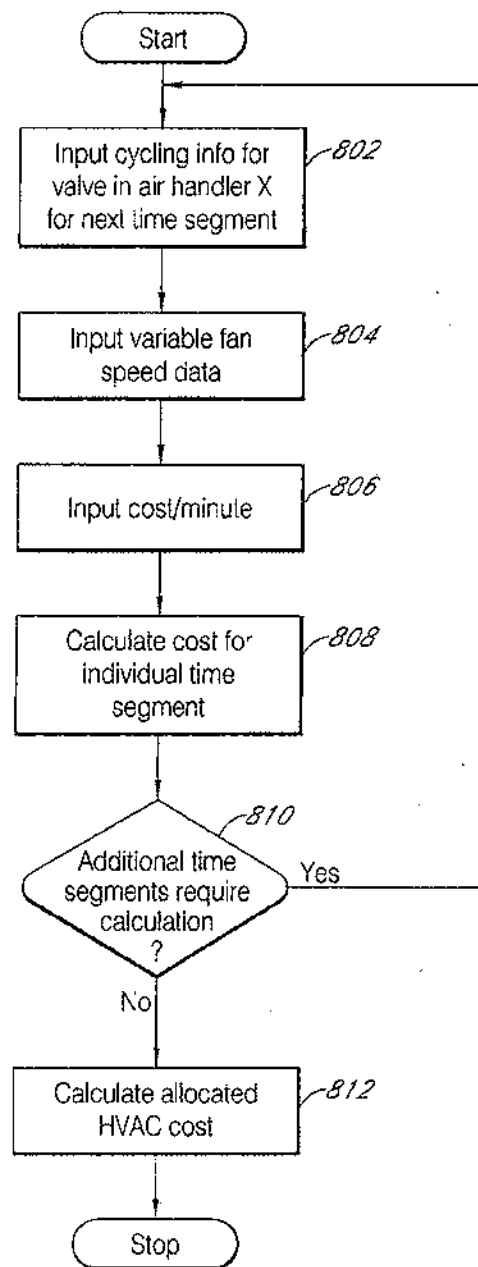 Start
Input cycling info for
valve in air handler X
for next time segment
802
Input variable fan
speed data
804
Input cost/minute
806
Calculate cost for
individual time
segment
808
810
Additional time
segments require
calculation
?
Yes
No
Calculate allocated
HVAC cost
812
Stop